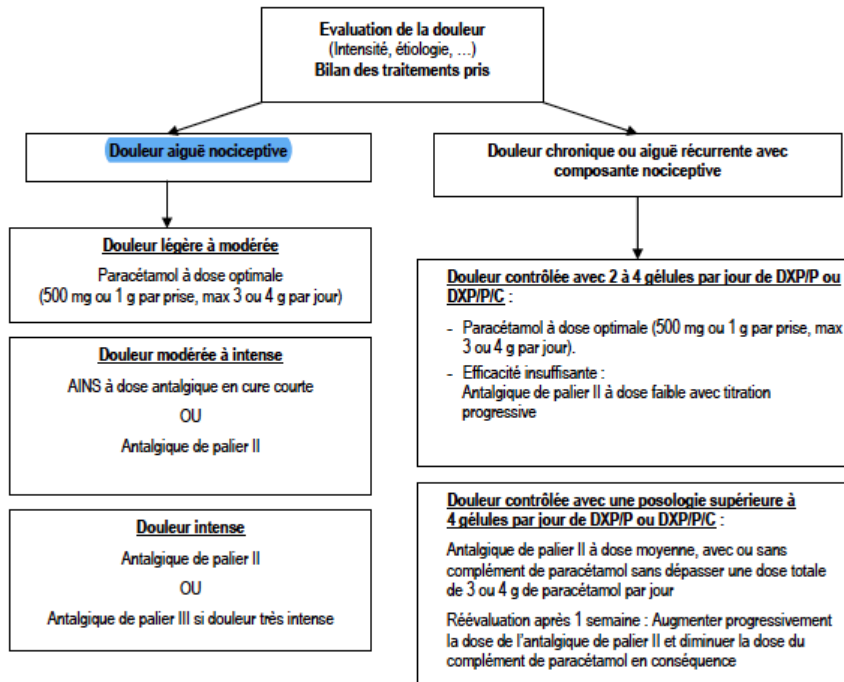 Evaluation de la douleur
(Intensité, étiologie, …)
Bilan des traitements pris
Douleur aiguë nociceptive
Douleur légère à modérée
Paracétamol à dose optimale
(500 mg ou 1 g par prise, max 3 ou 4 g par jour)
Douleur modérée à intense
AINS à dose antalgique en cure courte
OU
Antalgique de palier II
Douleur intense
Antalgique de palier II
OU
Antalgique de palier III si douleur très intense
Douleur chronique ou aiguë récurrente avec
composante nociceptive
Douleur contrôlée avec 2 à 4 gélules par jour de DXP/P ou
DXP/P/C :
- Paracétamol à dose optimale (500 mg ou 1 g par prise, max
3 ou 4 g par jour).
- Efficacité insuffisante :
Antalgique de palier II à dose faible avec titration
progressive
Douleur contrôlée avec une posologie supérieure à
4 gélules par jour de DXP/P ou DXP/P/C :
Antalgique de palier II à dose moyenne, avec ou sans
complément de paracétamol sans dépasser une dose totale
de 3 ou 4 g de paracétamol par jour
Réévaluation après 1 semaine : Augmenter progressivement
la dose de l'antalgique de palier II et diminuer la dose du
complément de paracétamol en conséquence